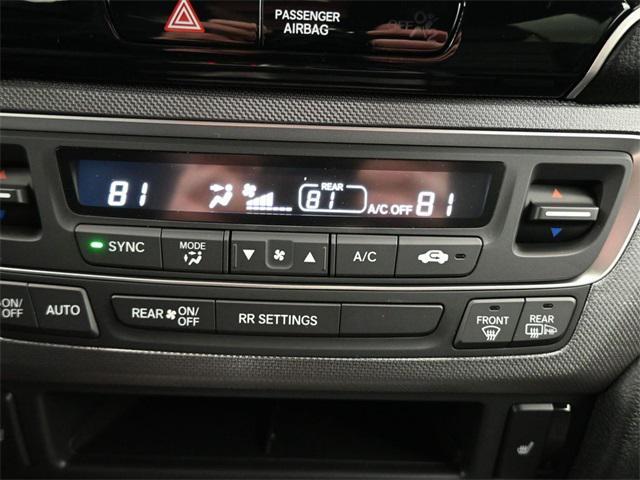 PASSENGER
AIRBAG
OFF
81
REAR
81
A/C OFF
81
SYNC
MODE
A/C
ON/
OFF
AUTO
REAR ON/
OFF
RR SETTINGS
FRONT
REAR